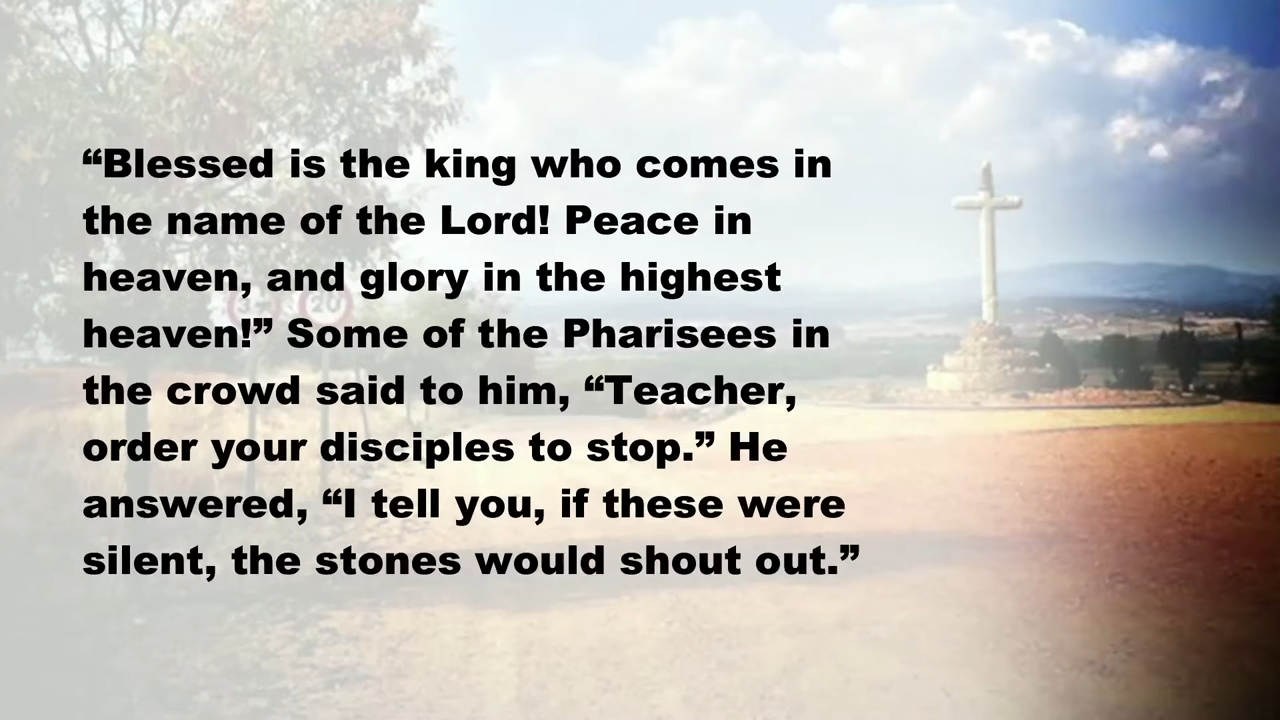 “Blessed is the king who comes in
the name of the Lord! Peace in
heaven, and glory in the highest
heaven!” Some of the Pharisees in
the crowd said to him, “Teacher,
order your disciples to stop.” He
answered, “I tell you, if these were
silent, the stones would shout out.”